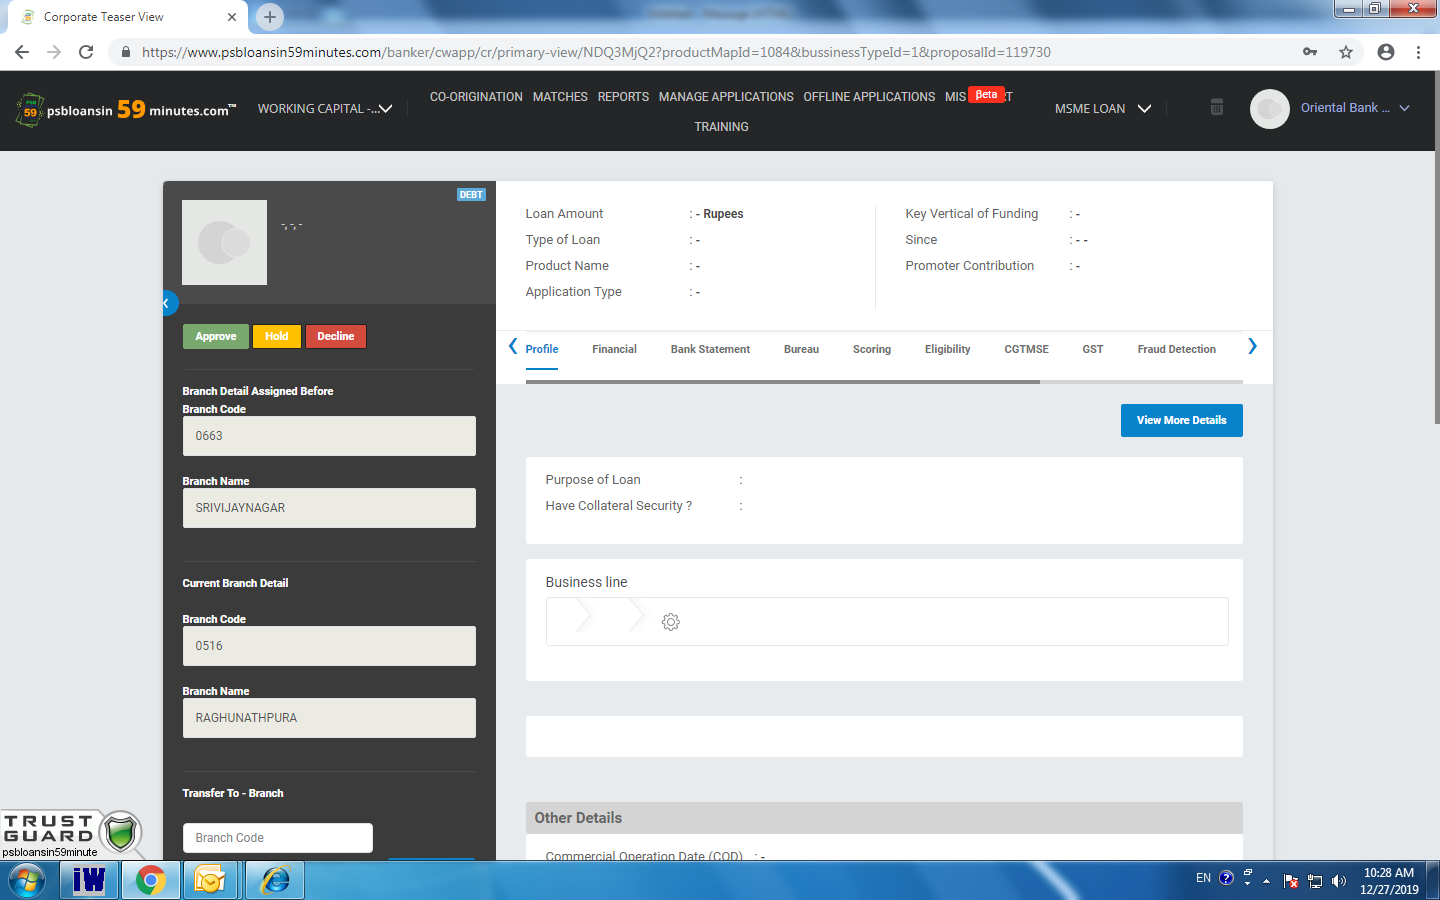 Corporate Teaser View
https://www.psbloansin59minutes.com/banker/cwapp/cr/primary-view/NDQ3MjQ2?productMapId=1084&bussinessTypeId=1&proposalId=119730
PSB
59
psbloansin 59 minutes.com™
WORKING CAPITAL -...
CO-ORIGINATION MATCHES REPORTS MANAGE APPLICATIONS OFFLINE APPLICATIONS MIS
βeta
TRAINING
MSME LOAN
Oriental Bank ...
DEBT
-, -, -
Loan Amount : - Rupees
Type of Loan : -
Product Name : -
Application Type : -
Key Vertical of Funding : -
Since : - -
Promoter Contribution : -
Approve Hold Decline
Profile Financial Bank Statement Bureau Scoring Eligibility CGTMSE GST Fraud Detection
Branch Detail Assigned Before
Branch Code
0663
Branch Name
SRIVIJAYNAGAR
Current Branch Detail
Branch Code
0516
Branch Name
RAGHUNATHPURA
Transfer To - Branch
Branch Code
View More Details
Purpose of Loan :
Have Collateral Security ? :
Business line
Other Details
Commercial Operation Date (COD) : -
TRUST
GUARD
psbloansin59minute
iW
EN
10:28 AM
12/27/2019